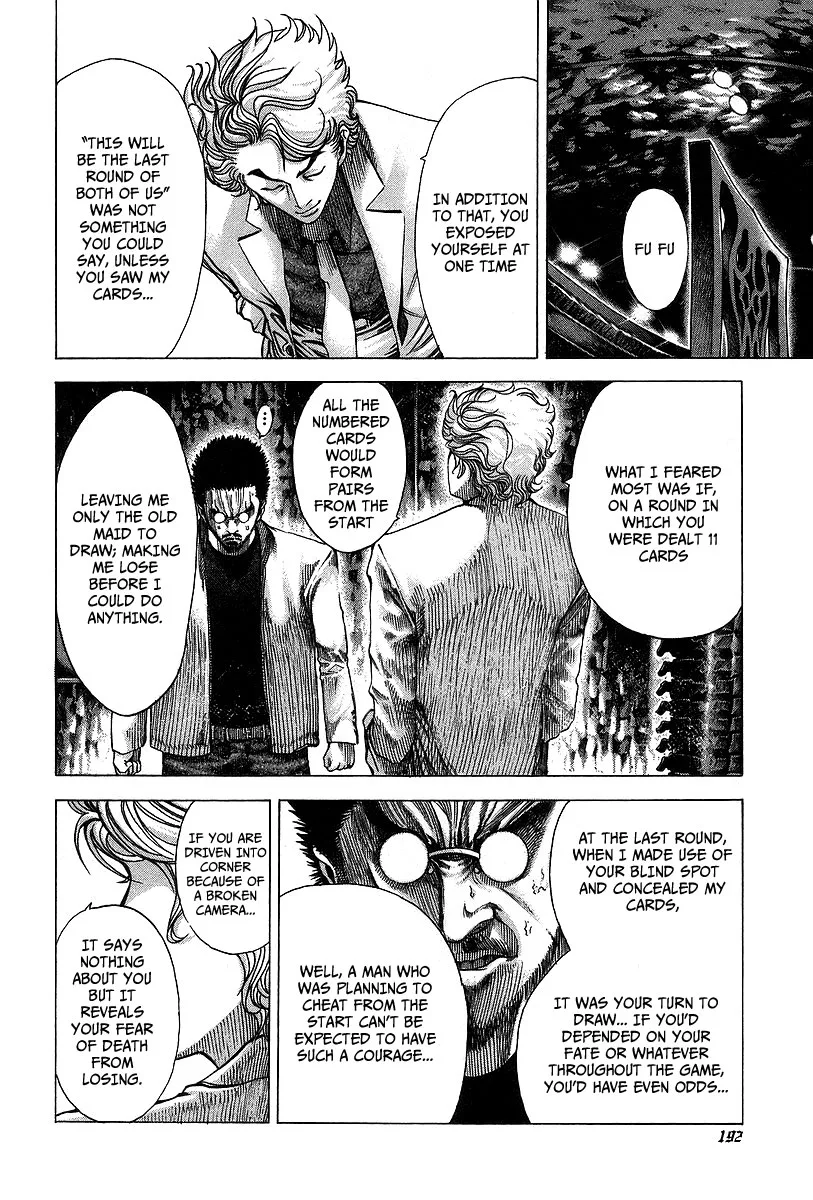 FU FU
IN ADDITION
TO THAT, YOU
EXPOSED
YOURSELF AT
ONE TIME
"THIS WILL
BE THE LAST
ROUND OF
BOTH OF US"
WAS NOT
SOMETHING
YOU COULD
SAY, UNLESS
YOU SAW MY
CARDS...
WHAT I FEARED
MOST WAS IF,
ON A ROUND IN
WHICH YOU
WERE DEALT 11
CARDS
ALL THE
NUMBERED
CARDS
WOULD
FORM
PAIRS
FROM THE
START
...
LEAVING ME
ONLY THE OLD
MAID TO
DRAW; MAKING
ME LOSE
BEFORE I
COULD DO
ANYTHING.
AT THE LAST ROUND,
WHEN I MADE USE OF
YOUR BLIND SPOT
AND CONCEALED MY
CARDS,
IT WAS YOUR TURN TO
DRAW... IF YOU'D
DEPENDED ON YOUR
FATE OR WHATEVER
THROUGHOUT THE GAME,
YOU'D HAVE EVEN ODDS...
WELL, A MAN WHO
WAS PLANNING TO
CHEAT FROM THE
START CAN'T BE
EXPECTED TO HAVE
SUCH A COURAGE...
IF YOU ARE
DRIVEN INTO
CORNER
BECAUSE OF
A BROKEN
CAMERA...
IT SAYS
NOTHING
ABOUT YOU
BUT IT
REVEALS
YOUR FEAR
OF DEATH
FROM
LOSING.
192